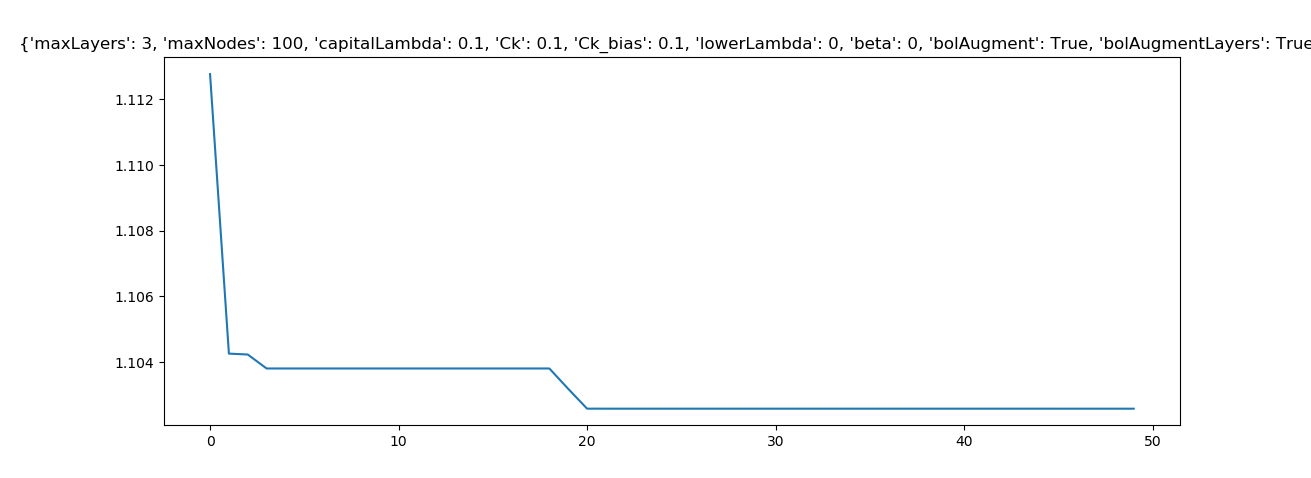 {'maxLayers': 3, 'maxNodes': 100, 'capitalLambda': 0.1, 'Ck': 0.1, 'Ck_bias': 0.1, 'lowerLambda': 0, 'beta': 0, 'bolAugment': True, 'bolAugmentLayers': True
1.112
1.110
1.108
1.106
1.104
0 10 20 30 40 50